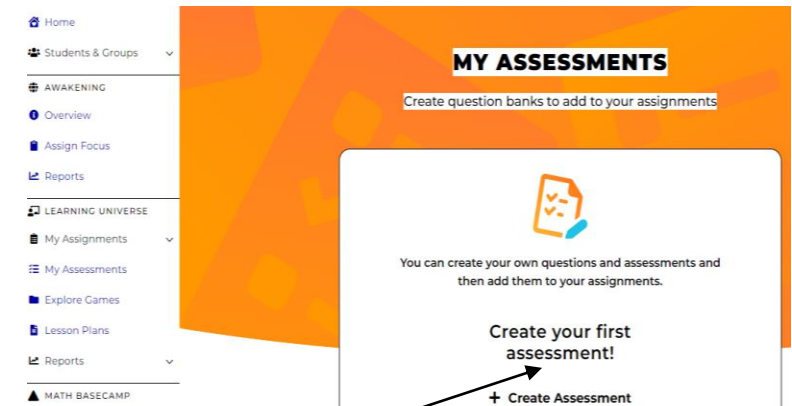 Home
Students & Groups
AWAKENING
Overview
Assign Focus
Reports
LEARNING UNIVERSE
My Assignments
My Assessments
Explore Games
Lesson Plans
Reports
MATH BASECAMP
MY ASSESSMENTS
Create question banks to add to your assignments
You can create your own questions and assessments and
then add them to your assignments.
Create your first
assessment!
+ Create Assessment